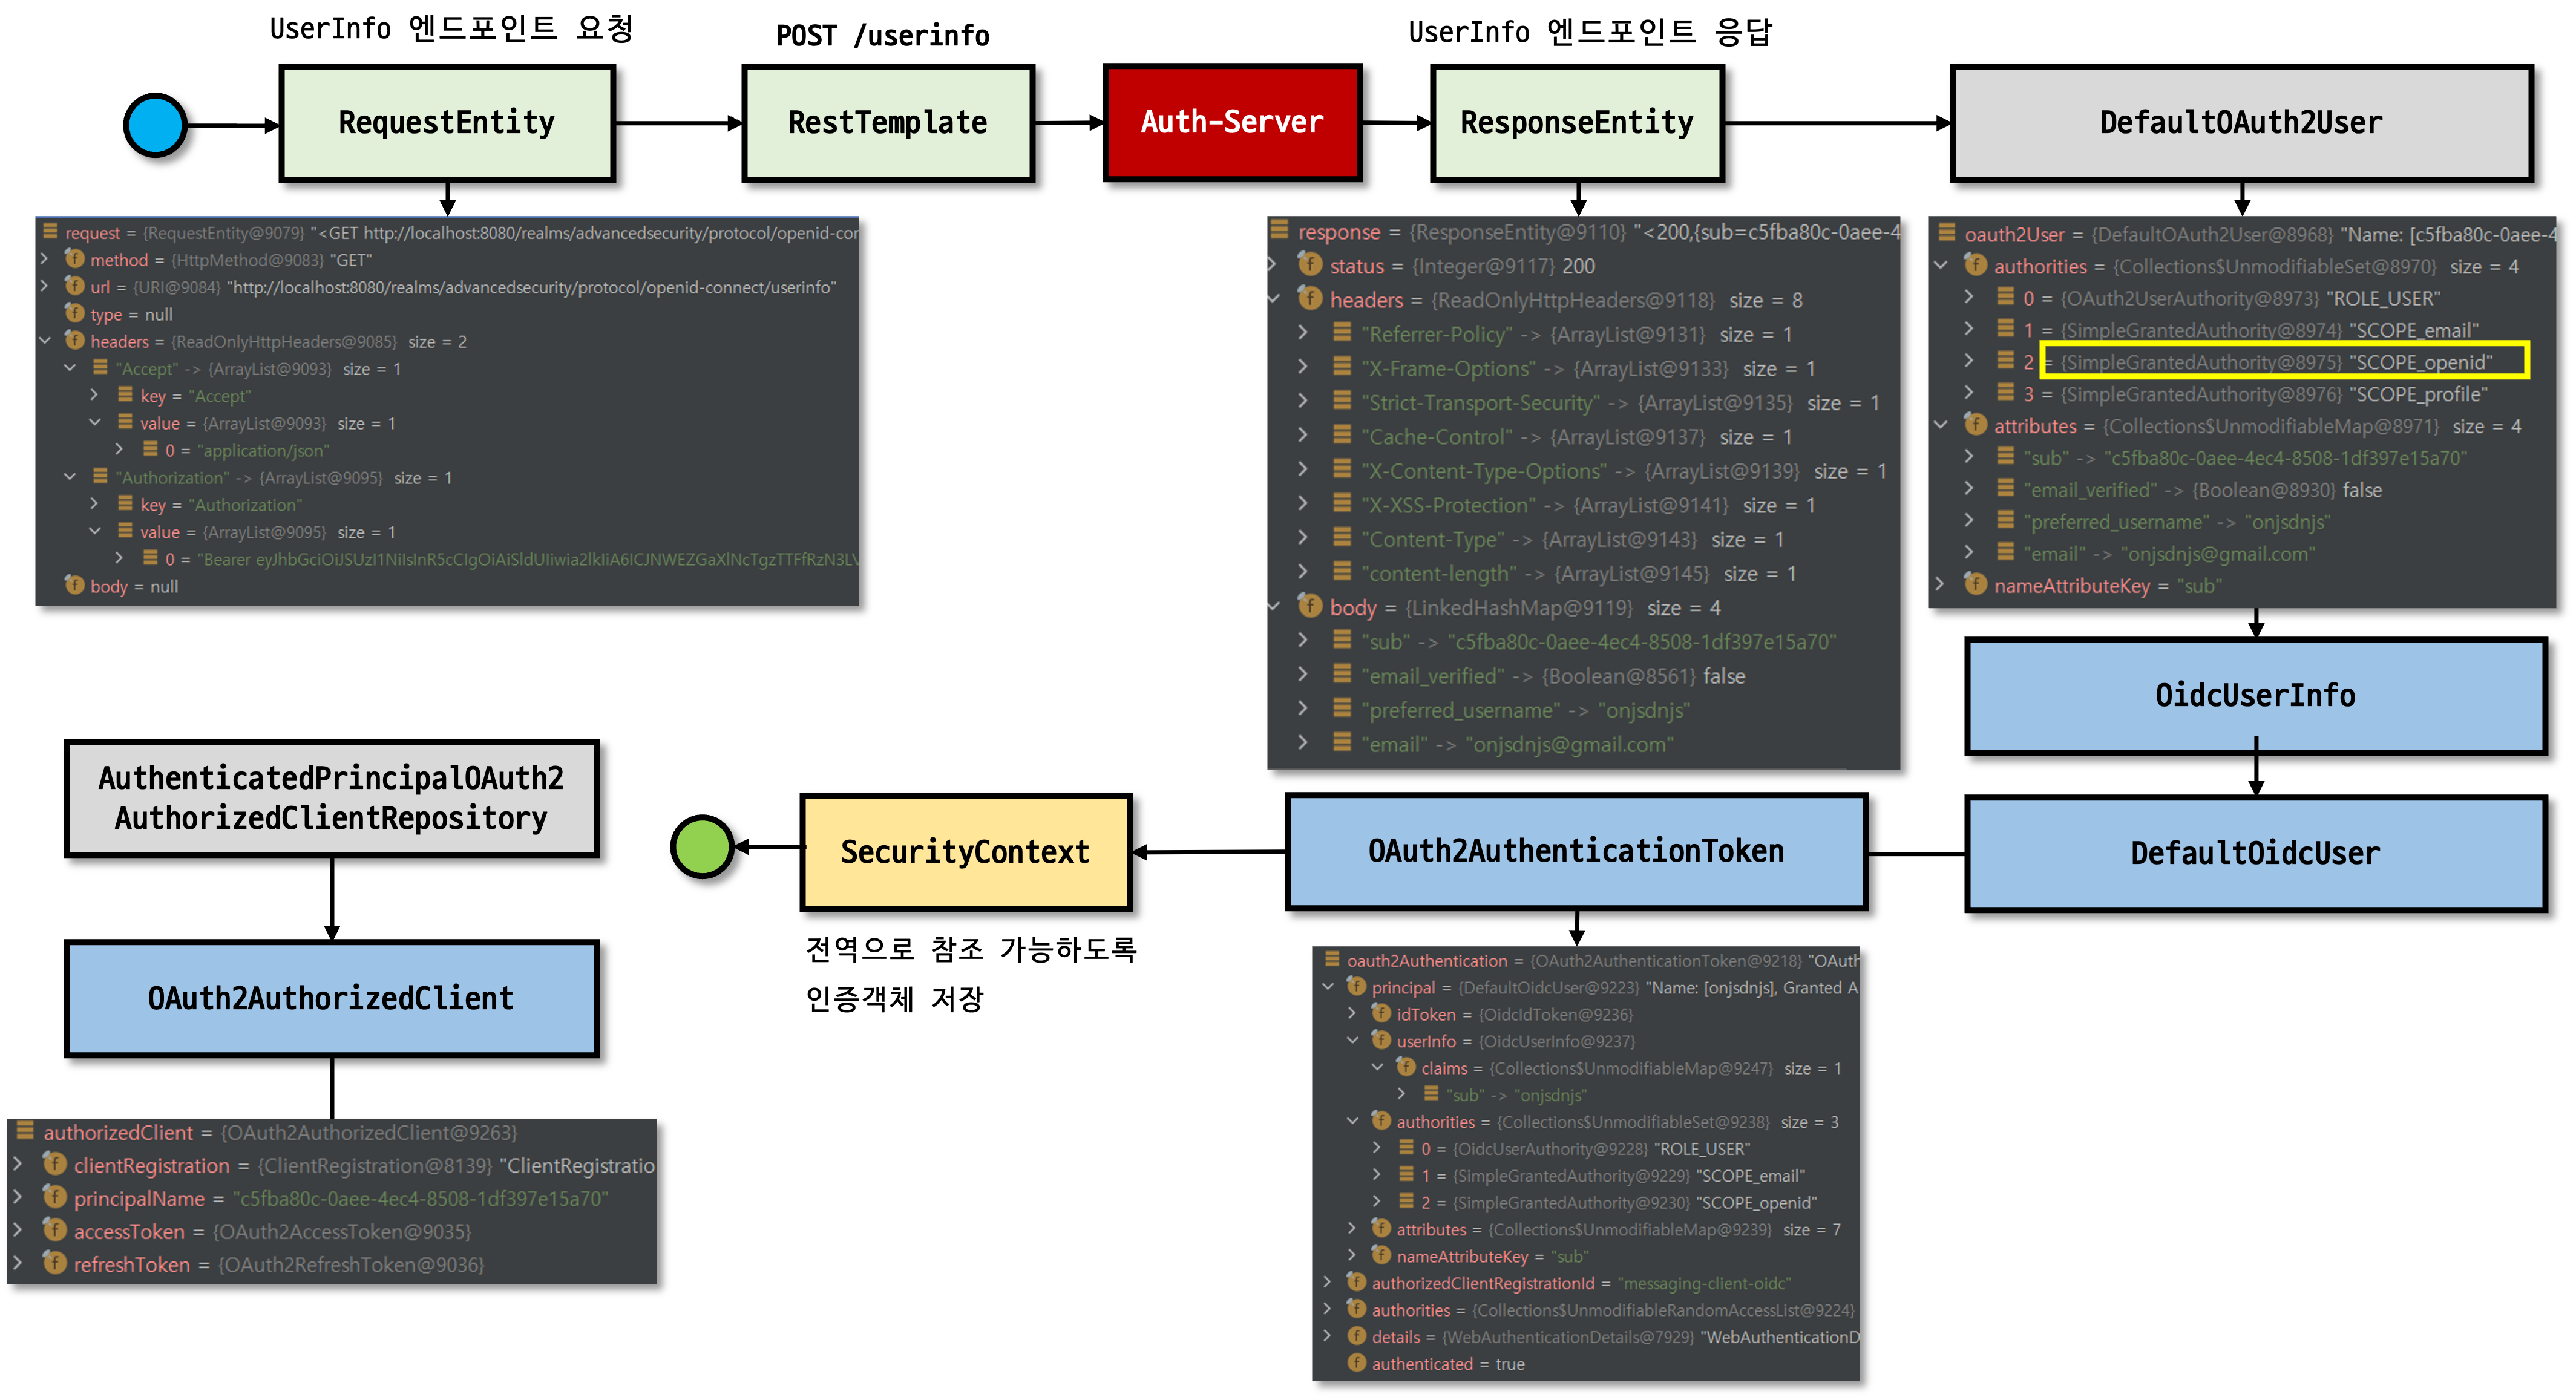 UserInfo 엔드포인트 요청
POST /userinfo
UserInfo 엔드포인트 응답
RequestEntity
RestTemplate
Auth-Server
ResponseEntity
DefaultOAuth2User
request = {RequestEntity@9079} "<GET http://localhost:8080/realms/advancedsecurity/protocol/openid-cor
method = {HttpMethod@9083} "GET"
url = {URI@9084} "http://localhost:8080/realms/advancedsecurity/protocol/openid-connect/userinfo"
type = null
headers = {ReadOnlyHttpHeaders@9085} size = 2
"Accept" -> {ArrayList@9093} size = 1
key = "Accept"
value = {ArrayList@9093} size = 1
0 = "application/json"
"Authorization" -> {ArrayList@9095} size = 1
key = "Authorization"
value = {ArrayList@9095} size = 1
0 = "Bearer
body = null
response = {ResponseEntity@9110} "<200,{sub=c5fba80c-0aee-4
status = {Integer@9117} 200
headers = {ReadOnlyHttpHeaders@9118} size = 8
"Referrer-Policy" -> {ArrayList@9131} size = 1
"X-Frame-Options" -> {ArrayList@9133} size = 1
"Strict-Transport-Security" -> {ArrayList@9135} size = 1
"Cache-Control" -> {ArrayList@9137} size = 1
"X-Content-Type-Options" -> {ArrayList@9139} size = 1
"X-XSS-Protection" -> {ArrayList@9141} size = 1
"Content-Type" -> {ArrayList@9143} size = 1
"content-length" -> {ArrayList@9145} size = 1
body = {LinkedHashMap@9119} size = 4
"sub" -> "c5fba80c-0aee-4ec4-8508-1df397e15a70"
"email_verified" -> {Boolean@8561} false
"preferred_username" -> "onjsdnjs"
"email" -> "onjsdnjs@gmail.com"
oauth2User = {DefaultOAuth2User@8968} "Name: [c5fba80c-0aee-4
authorities = {Collections$UnmodifiableSet@8970} size = 4
0 = {OAuth2UserAuthority@8973} "ROLE_USER"
1 = {SimpleGrantedAuthority@8974} "SCOPE_email"
2 = {SimpleGrantedAuthority@8975} "SCOPE_openid"
3 = {SimpleGrantedAuthority@8976} "SCOPE_profile"
attributes = {Collections$UnmodifiableMap@8971} size = 4
"sub" -> "c5fba80c-0aee-4ec4-8508-1df397e15a70"
"email_verified" -> {Boolean@8930} false
"preferred_username" -> "onjsdnjs"
"email" -> "onjsdnjs@gmail.com"
nameAttributeKey = "sub"
OidcUserInfo
DefaultOidcUser
OAuth2AuthenticationToken
SecurityContext
전역으로 참조 가능하도록
인증객체 저장
AuthenticatedPrincipalOAuth2
AuthorizedClientRepository
OAuth2AuthorizedClient
authorizedClient = {OAuth2AuthorizedClient@9263}
clientRegistration = {ClientRegistration@8139} "ClientRegistratio
principalName = "c5fba80c-0aee-4ec4-8508-1df397e15a70"
accessToken = {OAuth2AccessToken@9035}
refreshToken = {OAuth2RefreshToken@9036}
oauth2Authentication = {OAuth2AuthenticationToken@9218} "OAuth
principal = {DefaultOidcUser@9223} "Name: [onjsdnjs], Granted A
idToken = {OidcIdToken@9236}
userInfo = {OidcUserInfo@9237}
claims = {Collections$UnmodifiableMap@9247} size = 1
"sub" -> "onjsdnjs"
authorities = {Collections$UnmodifiableSet@9238} size = 3
0 = {OidcUserAuthority@9228} "ROLE_USER"
1 = {SimpleGrantedAuthority@9229} "SCOPE_email"
2 = {SimpleGrantedAuthority@9230} "SCOPE_openid"
attributes = {Collections$UnmodifiableMap@9239} size = 7
nameAttributeKey = "sub"
authorizedClientRegistrationId = "messaging-client-oidc"
authorities = {Collections$UnmodifiableRandomAccessList@9224}
details = {WebAuthenticationDetails@7929} "WebAuthenticationD
authenticated = true